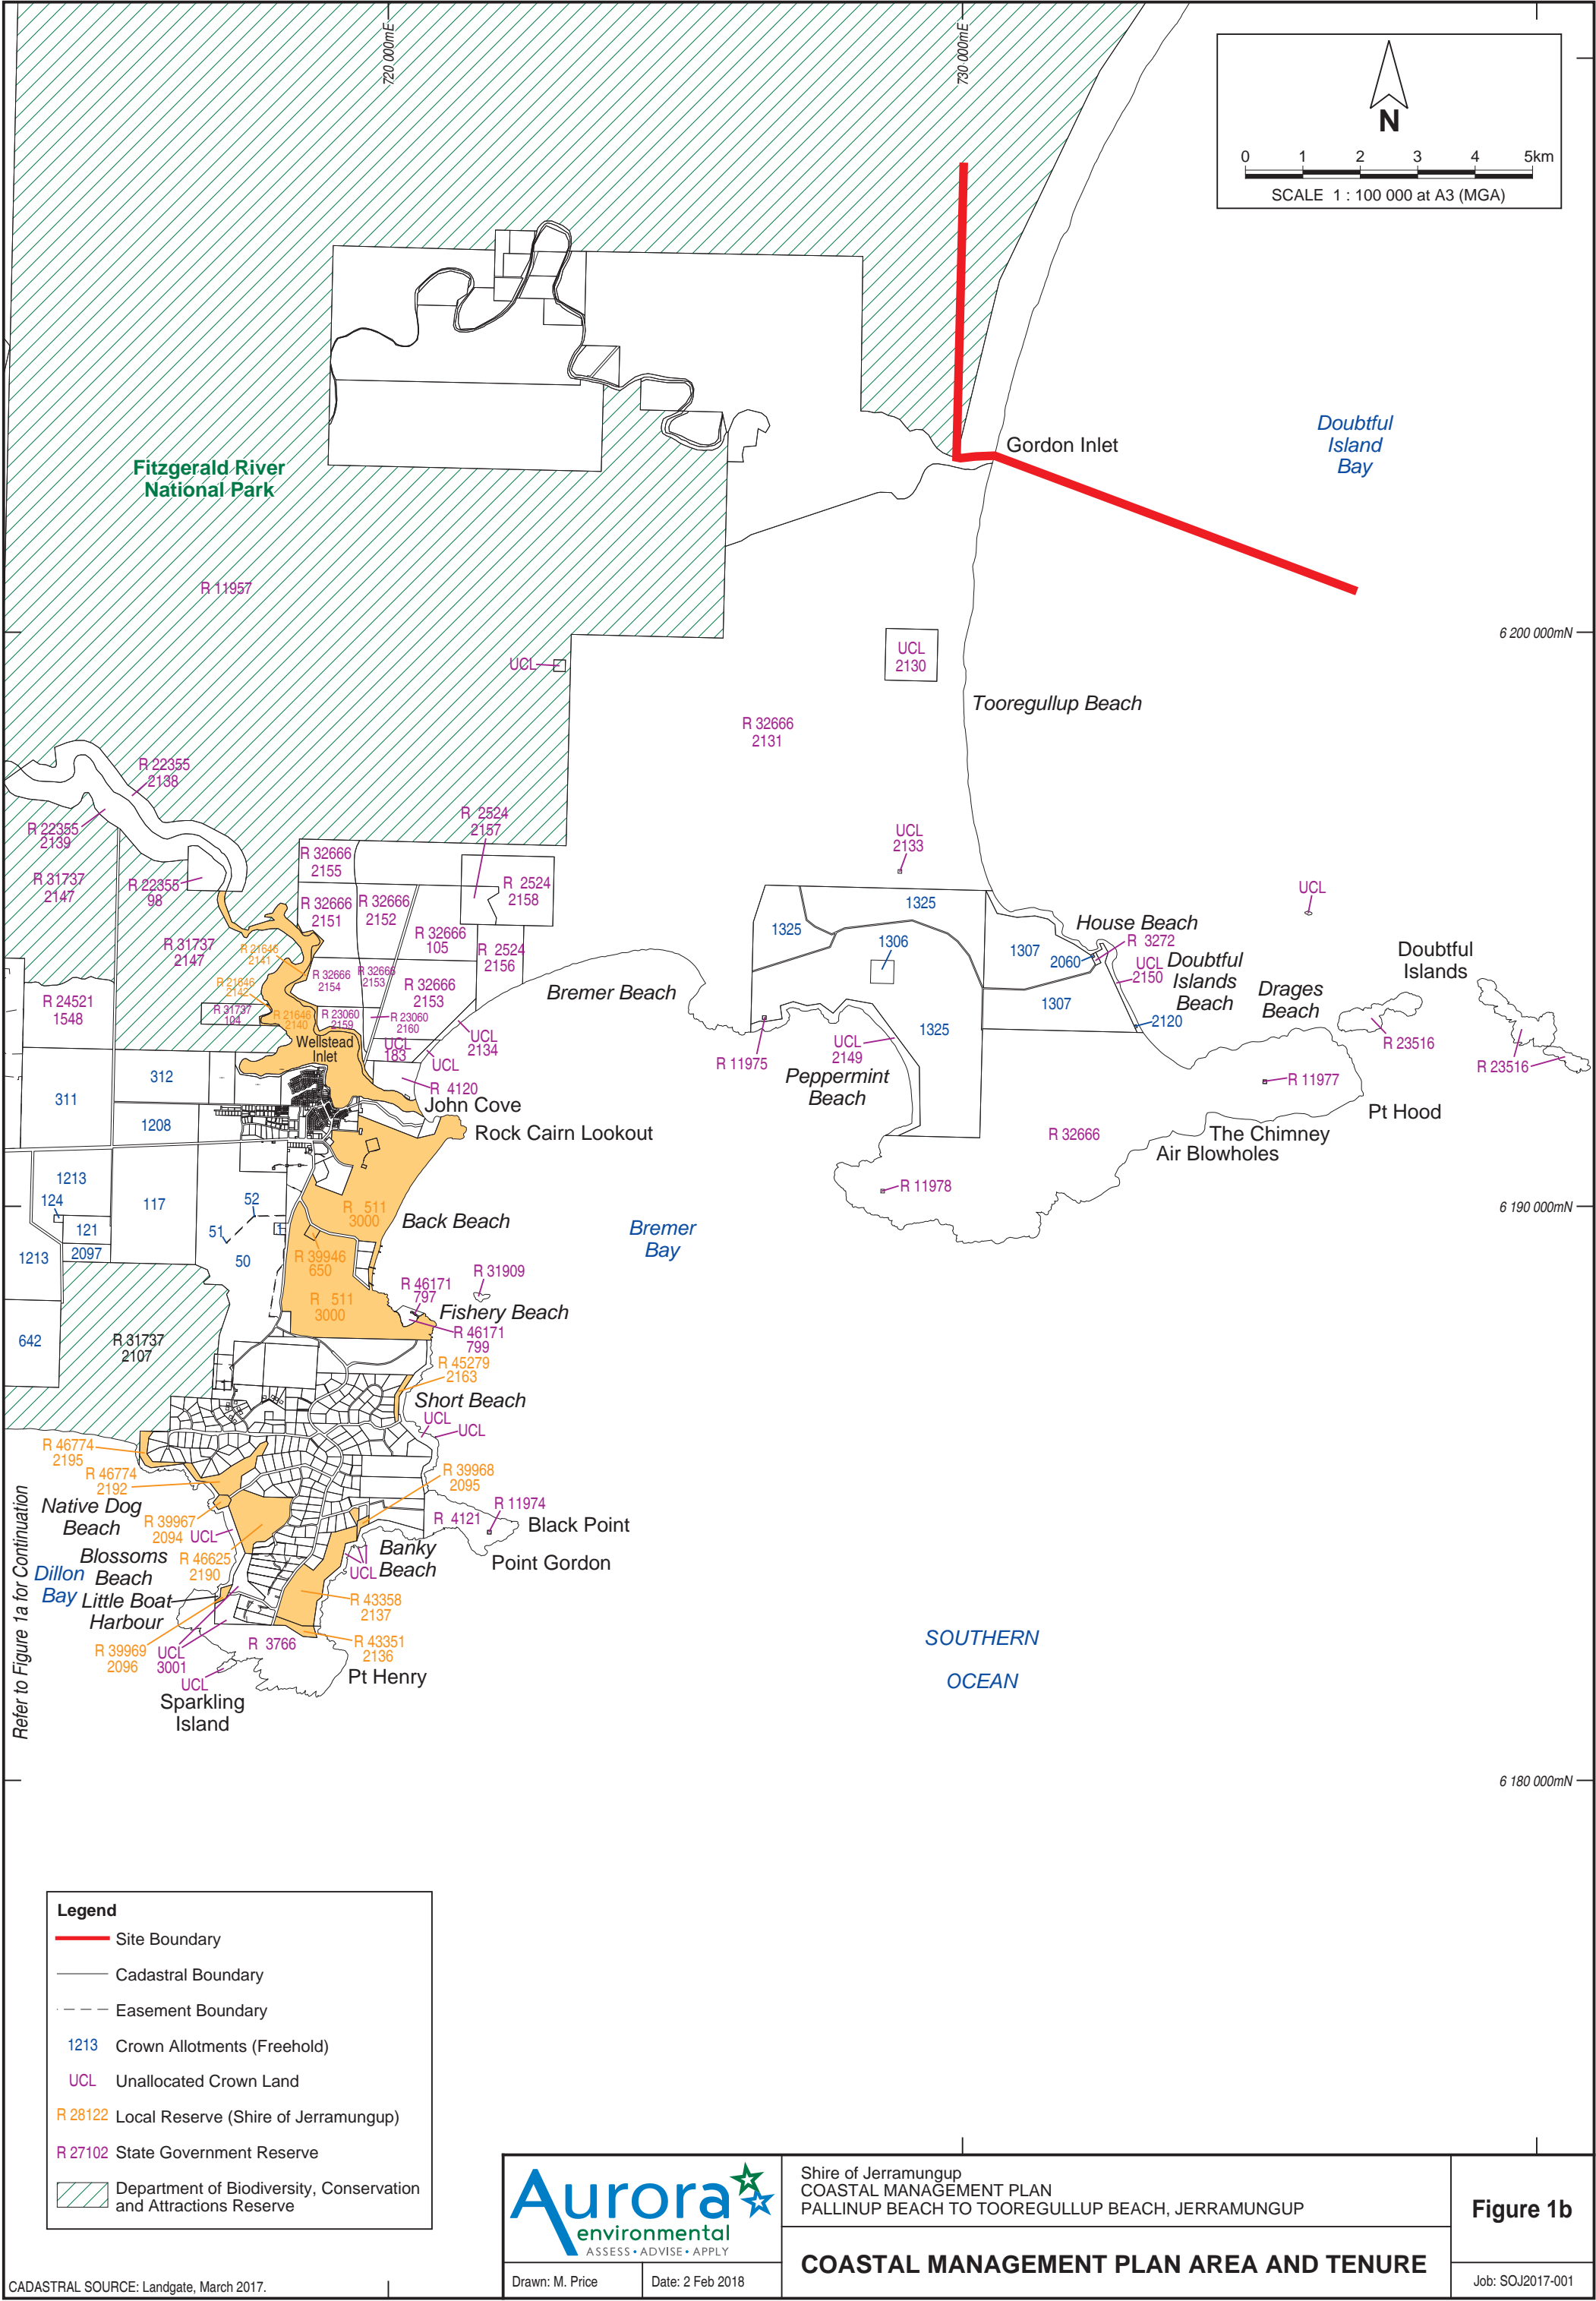 720 000mE
730 000mE
N
0 1 2 3 4 5km
SCALE 1 : 100 000 at A3 (MGA)
Doubtful
Island
Bay
Gordon Inlet
Fitzgerald River
National Park
R 11957
6 200 000mN
UCL
UCL
2130
Tooregullup Beach
R 32666
2131
R 22355
2138
R 22355
2139
R 2524
2157
UCL
2133
R 32666
2155
R 31737
2147
R 22355
98
R 2524
2158
UCL
R 32666
2151
R 32666
2152
1325
1325
House Beach
R 32666
105
R 3272
R 31737
2147
R 21646
2141
R 2524
2156
1306
1307
2060
UCL
2150
Doubtful
Islands
Beach
Doubtful
Islands
R 32666
2154
R 32666
2153
R 32666
2153
Bremer Beach
Drages
Beach
R 21646
2142
R 24521
1548
R 31737
104
R 21646
2140
R 23060
2159
R 23060
2160
1307
2120
1325
UCL
2134
R 23516
R 23516
Wellstead
Inlet
UCL
183
UCL
R 11975
UCL
2149
Peppermint
Beach
312
R 4120
R 11977
311
John Cove
Pt Hood
1208
Rock Cairn Lookout
R 32666
The Chimney
Air Blowholes
1213
124
117
52
R 11978
R 511
3000
6 190 000mN
121
51
1
Back Beach
Bremer
Bay
1213
2097
50
R 39946
650
R 46171
797
R 31909
R 511
3000
Fishery Beach
642
R 31737
2107
R 46171
799
R 45279
2163
Short Beach
UCL
UCL
R 46774
2195
R 46774
2192
R 39968
2095
Native Dog
Beach
R 39967
2094
UCL
R 4121
R 11974
Black Point
Blossoms
Beach
R 46625
2190
UCL
Banky
Beach
Point Gordon
Dillon
Bay
Little Boat
Harbour
R 43358
2137
R 39969
2096
UCL
3001
R 3766
R 43351
2136
UCL
Pt Henry
Sparkling
Island
SOUTHERN
OCEAN
Refer to Figure 1a for Continuation
6 180 000mN
Legend
Site Boundary
Cadastral Boundary
Easement Boundary
1213 Crown Allotments (Freehold)
UCL Unallocated Crown Land
R 28122 Local Reserve (Shire of Jerramungup)
R 27102 State Government Reserve
Department of Biodiversity, Conservation
and Attractions Reserve
CADASTRAL SOURCE: Landgate, March 2017.
Aurora
environmental
ASSESS • ADVISE • APPLY
Drawn: M. Price
Date: 2 Feb 2018
Shire of Jerramungup
COASTAL MANAGEMENT PLAN
PALLINUP BEACH TO TOOREGULLUP BEACH, JERRAMUNGUP
COASTAL MANAGEMENT PLAN AREA AND TENURE
Figure 1b
Job: SOJ2017-001